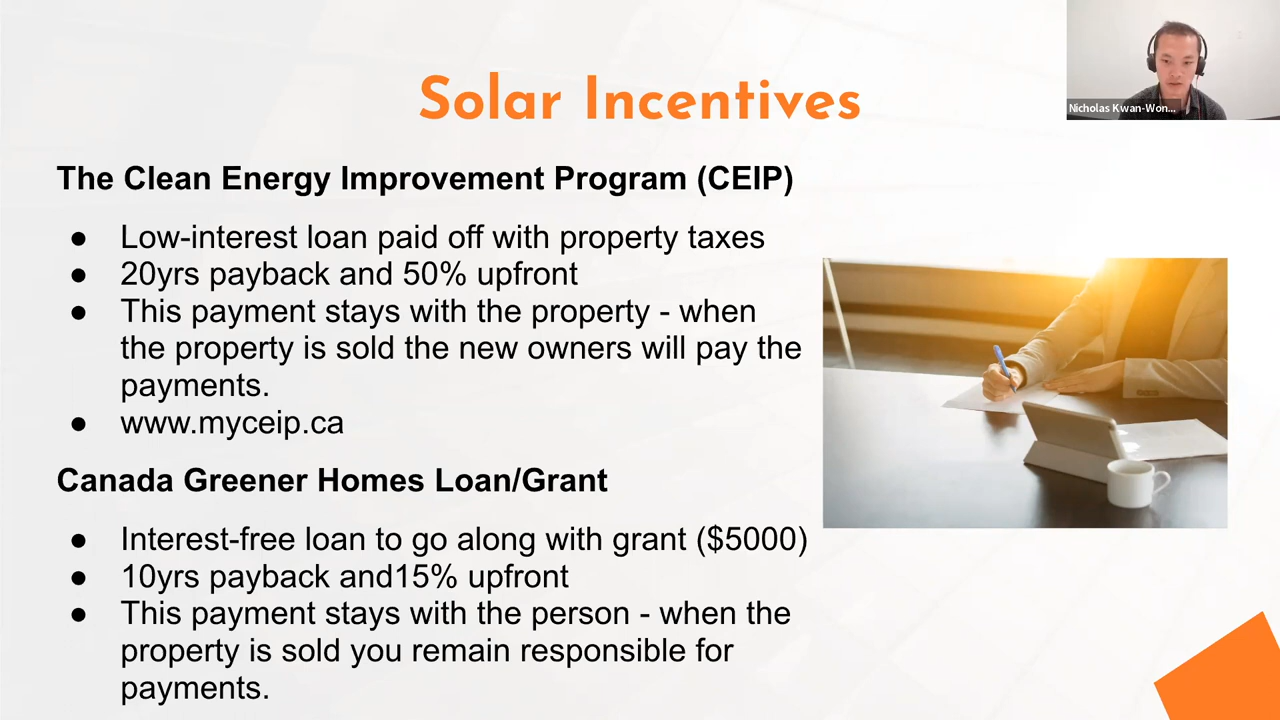 Solar Incentives
Nicholas Kwan-Won...
The Clean Energy Improvement Program (CEIP)
● Low-interest loan paid off with property taxes
● 20yrs payback and 50% upfront
● This payment stays with the property - when
the property is sold the new owners will pay the
payments.
● www.myceip.ca
Canada Greener Homes Loan/Grant
● Interest-free loan to go along with grant ($5000)
● 10yrs payback and15% upfront
● This payment stays with the person - when the
property is sold you remain responsible for
payments.